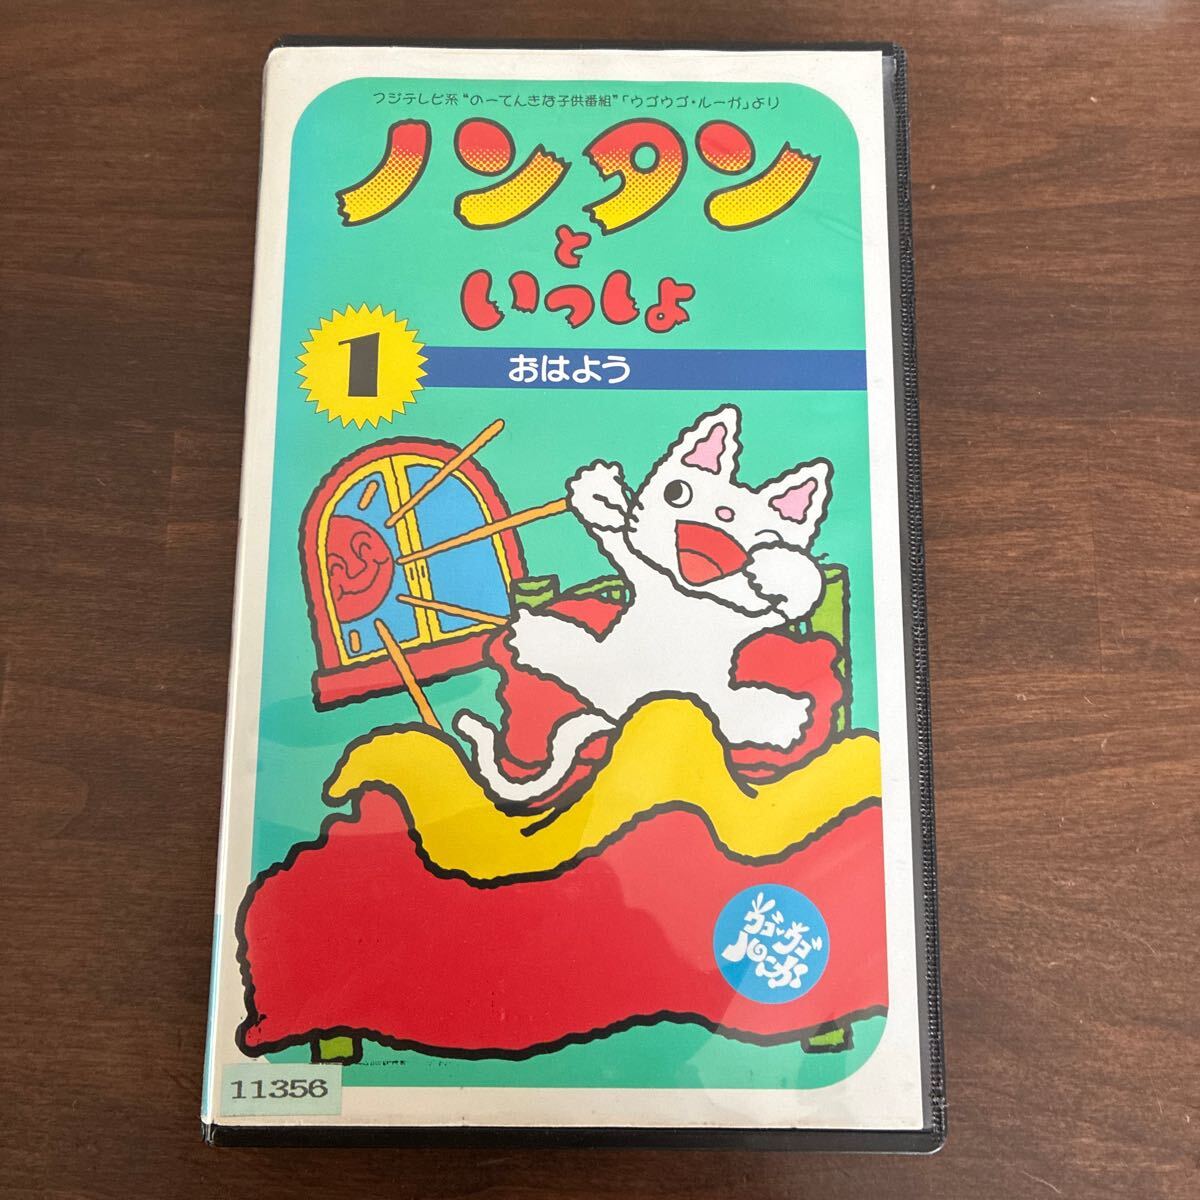 フジテレビ系“のーてんきな子供番組”「ウゴウゴ・ルーガ」より
ノンタン
と
いっしょ
1
おはよう
ウゴウゴ
ルーガ
11356